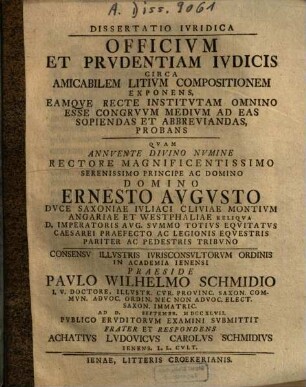 A. Diss. 9061
DISSERTATIO IVRIDICA
OFFICIVM
ET PRVDENTIAM IVDICIS
CIRCA
AMICABILEM LITIVM COMPOSITIONEM
EXPONENS,
EAMQVE RECTE INSTITVTAM OMNINO
ESSE CONGRVVM MEDIVM AD EAS
SOPIENDAS ET ABBREVIANDAS,
PROBANS
QVAM
ANNVENTE DIVINO NVMINE
RECTORE MAGNIFICENTISSIMO
SERENISSIMO PRINCIPE AC DOMINO
DOMINO
ERNESTO AVGVSTO
DVCE SAXONIAE IVLIACI CLIVIAE MONTIVM
ANGARIAE ET WESTPHALIAE RELIQVA
D. IMPERATORIS AVG. SVMMO TOTIVS EQVITATVS
CAESAREI PRAEFECTO AC LEGIONIS EQVESTRIS
PARITER AC PEDESTRIS TRIBVNO
CONSENSV ILLVSTRIS IVRISCONSVLTORVM ORDINIS
IN ACADEMIA IENENSI
PRAESIDE
PAVLO WILHELMO SCHMIDIO
I. V. DOCTORE, ILLVSTR. CVR. PROVINC. SAXON. COM-
MVN. ADVOC. ORDIN. NEC NON ADVOC. ELECT.
SAXON. IMMATRIC.
AD D. SEPTEMBR. MDCCXLVII.
PVBLICO ERVDITORVM EXAMINI SVBMITTIT
FRATER ET RESPONDENS
ACHATIVS LVDOVICVS CAROLVS SCHMIDIVS
IENENS. L L. CVLT.
IENAE, LITTERIS CROEKERIANIS.